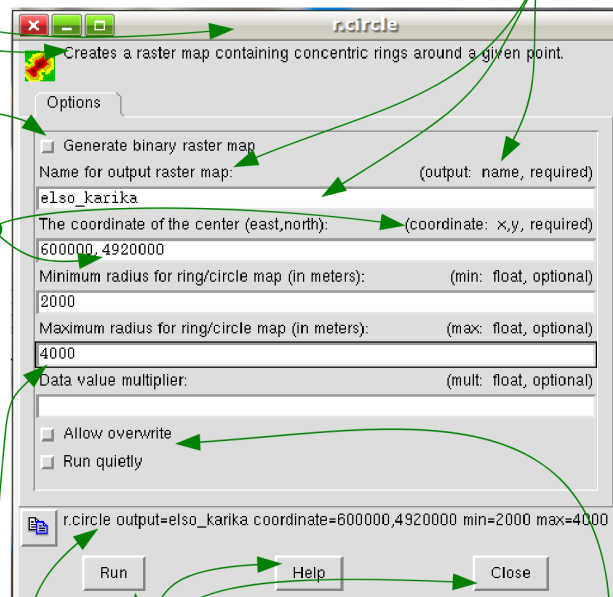 r.circle
Creates a raster map containing concentric rings around a given point.
Options
Generate binary raster map
Name for output raster map: (output: name, required)
elso_karika
The coordinate of the center (east,north): (coordinate: x,y, required)
600000,4920000
Minimum radius for ring/circle map (in meters): (min: float, optional)
2000
Maximum radius for ring/circle map (in meters): (max: float, optional)
4000
Data value multiplier: (mult: float, optional)
Allow overwrite
Run quietly
r.circle output=elso_karika coordinate=600000,4920000 min=2000 max=4000
Run Help Close